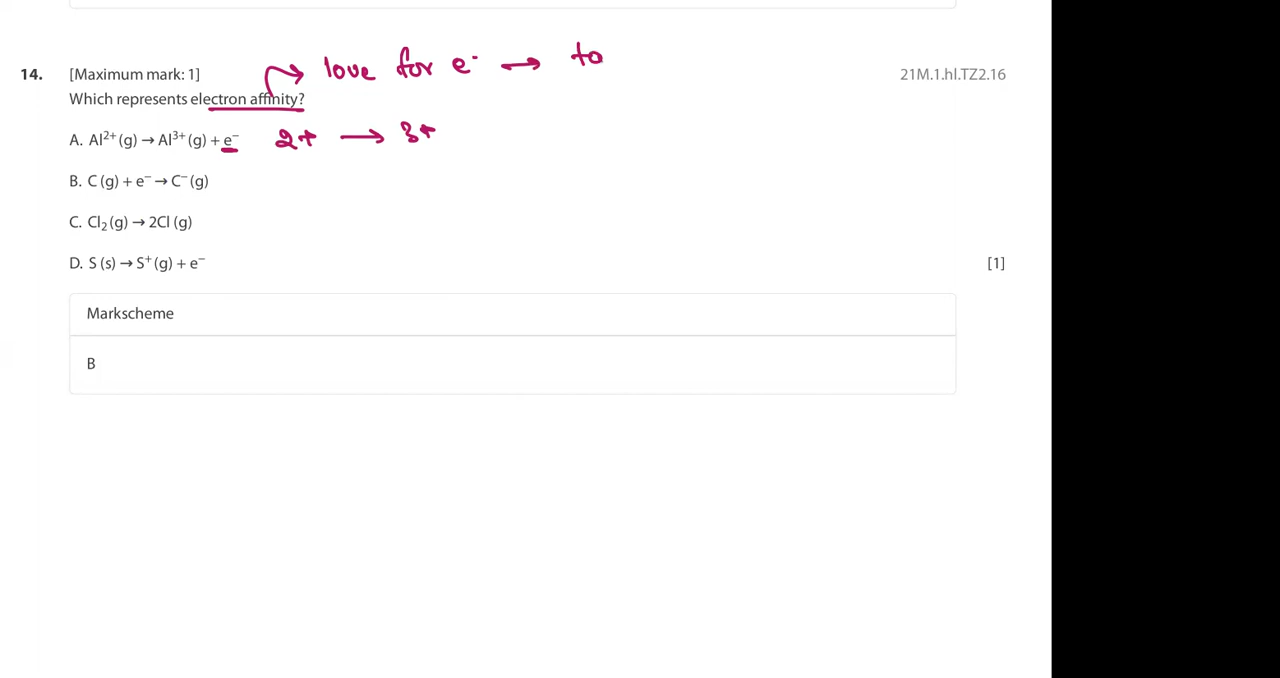 14. [Maximum mark: 1] love for e⁻ → to 21M.1.hl.TZ2.16
Which represents electron affinity?
A. Al²⁺ (g) → Al³⁺ (g) + e⁻ 2+ → 3+
B. C (g) + e⁻ → C⁻ (g)
C. Cl₂ (g) → 2Cl (g)
D. S (s) → S⁺ (g) + e⁻ [1]
Markscheme
B